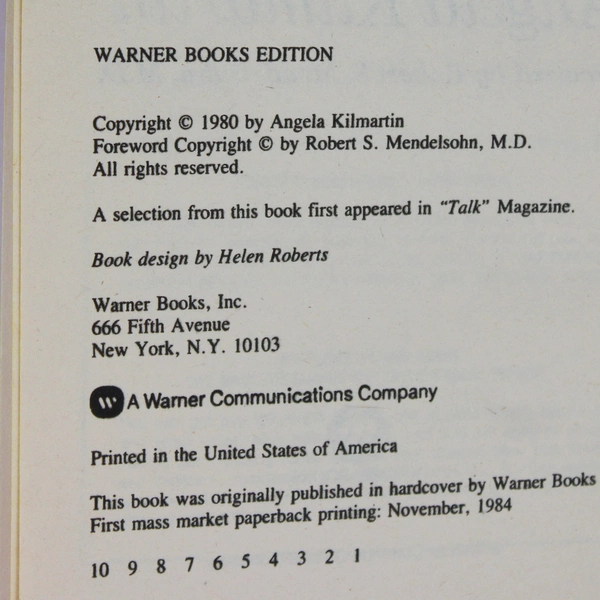 WARNER BOOKS EDITION
Copyright © 1980 by Angela Kilmartin
Foreword Copyright © by Robert S. Mendelsohn, M.D.
All rights reserved.
A selection from this book first appeared in “Talk” Magazine.
Book design by Helen Roberts
Warner Books, Inc.
666 Fifth Avenue
New York, N.Y. 10103
A Warner Communications Company
Printed in the United States of America
This book was originally published in hardcover by Warner Books
First mass market paperback printing: November, 1984
10 9 8 7 6 5 4 3 2 1